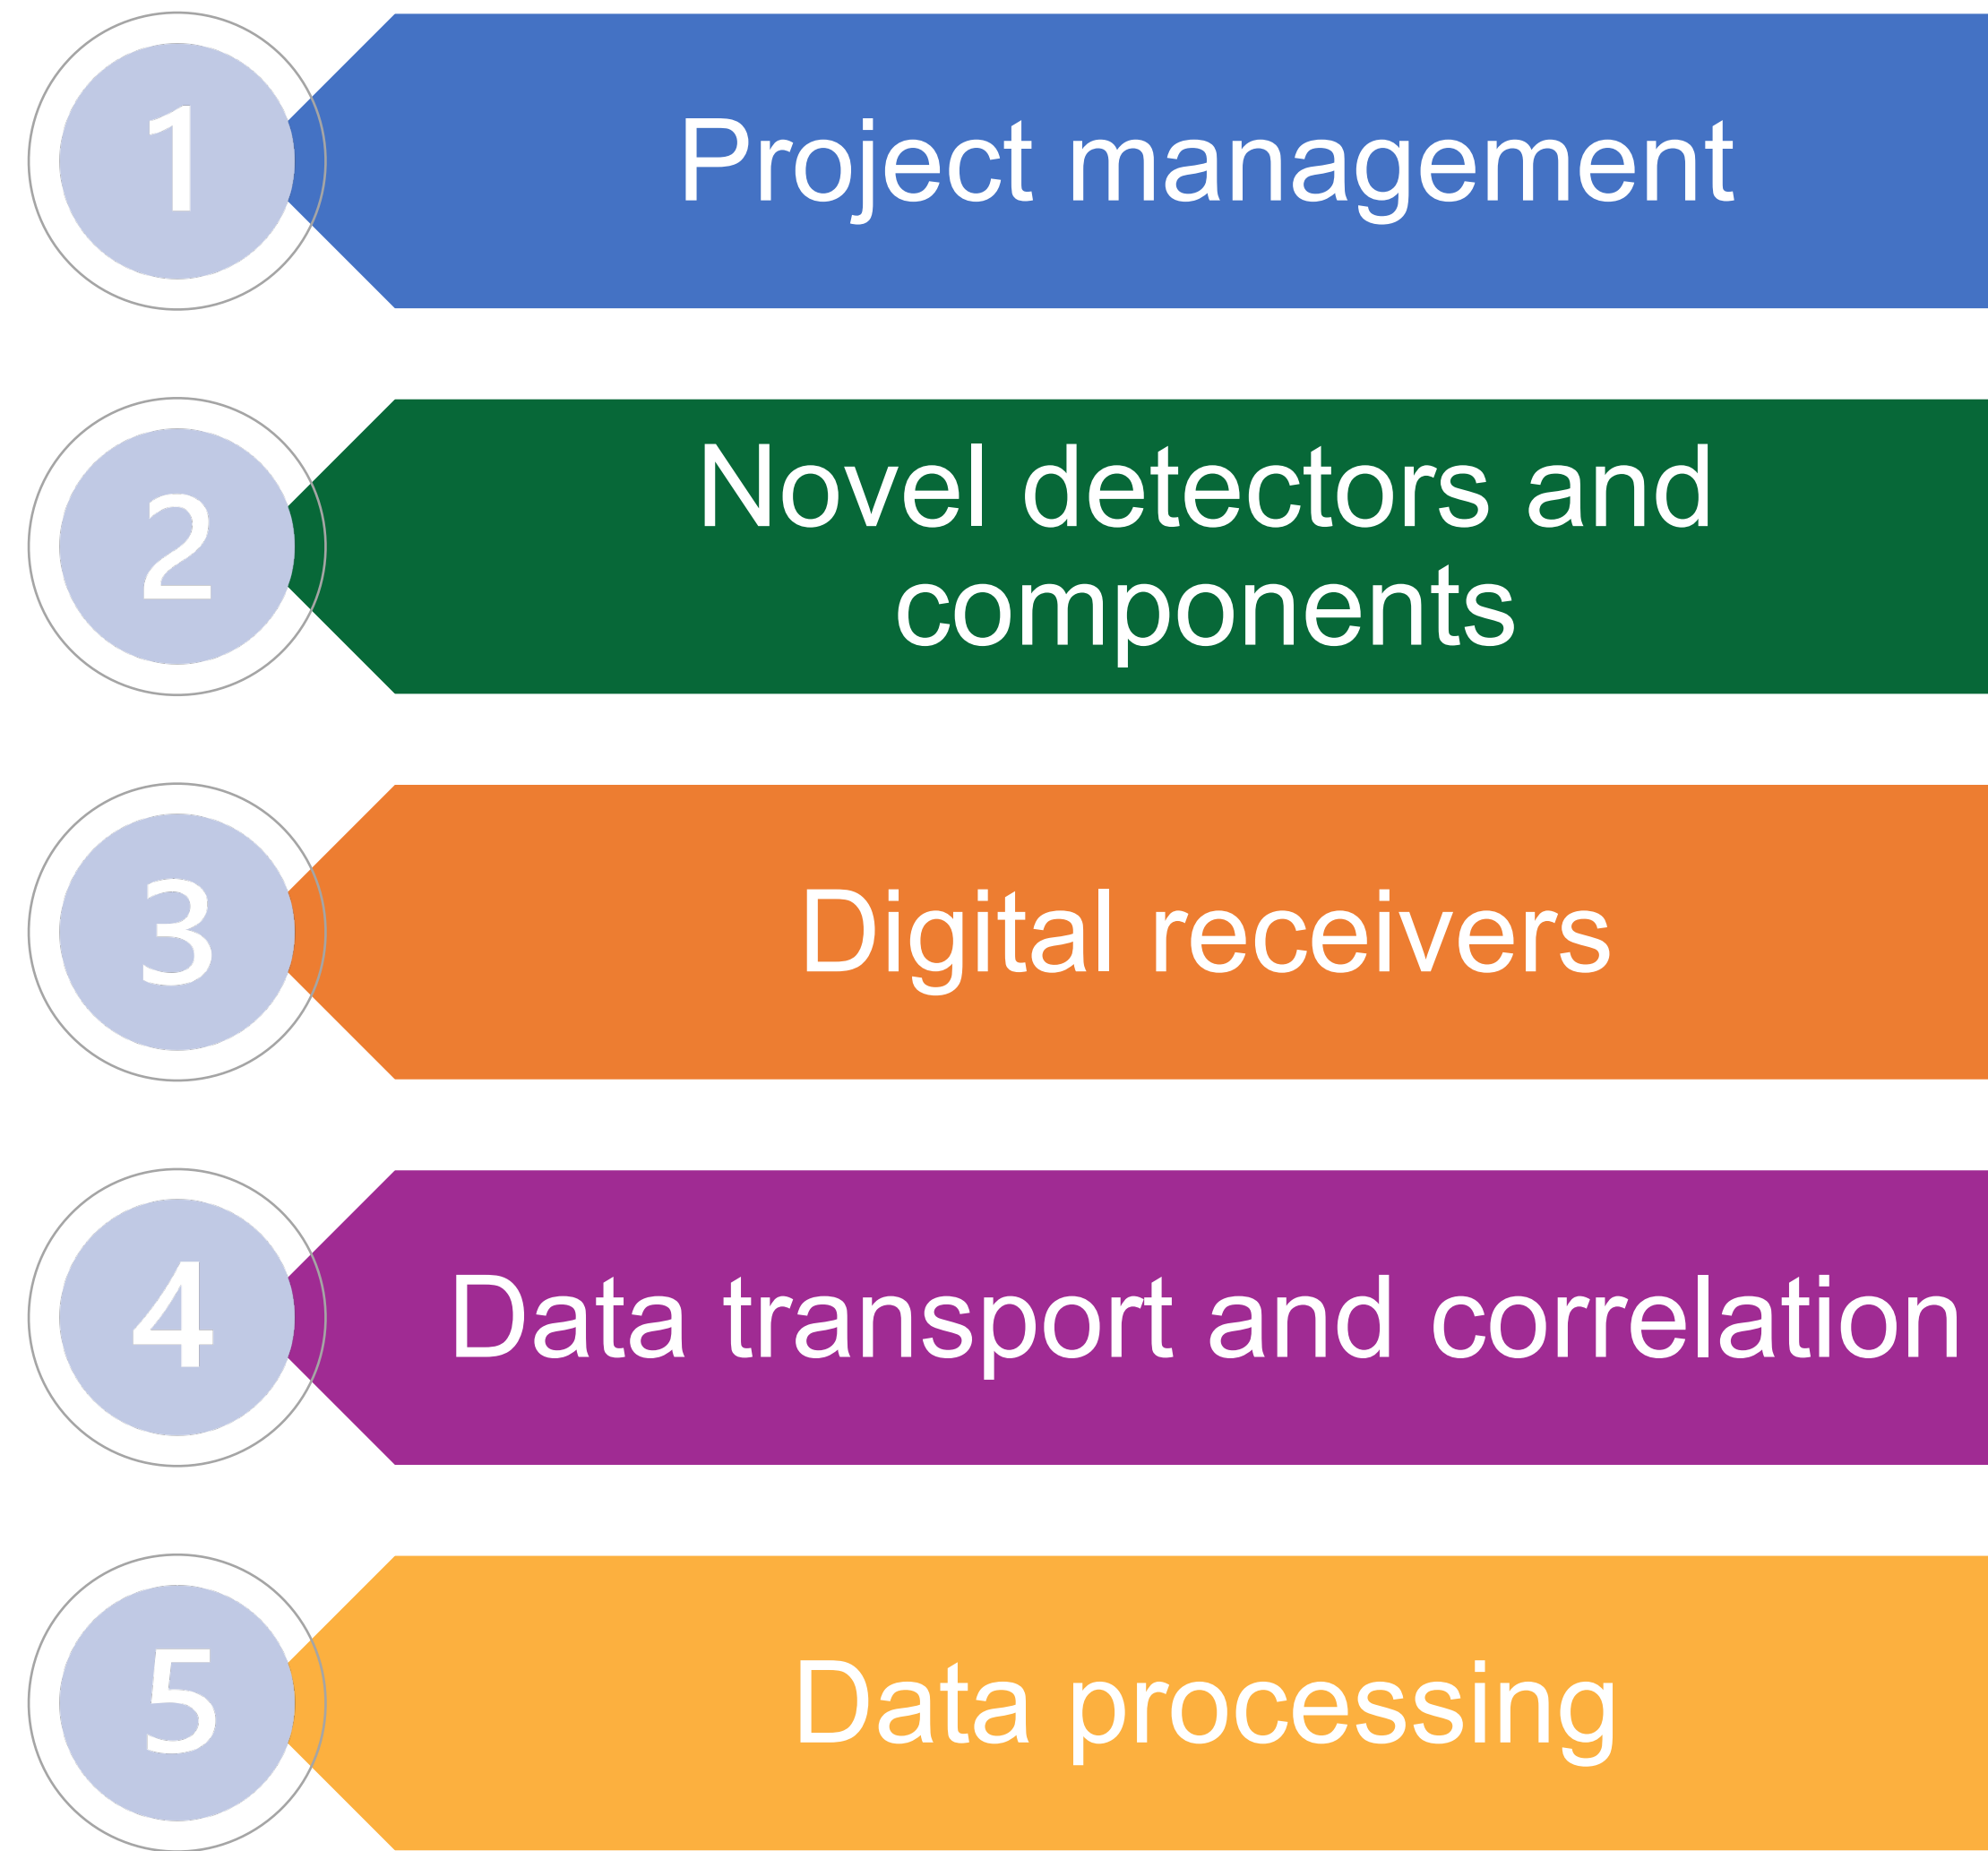 1
Project management
2
Novel detectors and
components
3
Digital receivers
4
Data transport and correlation
5
Data processing